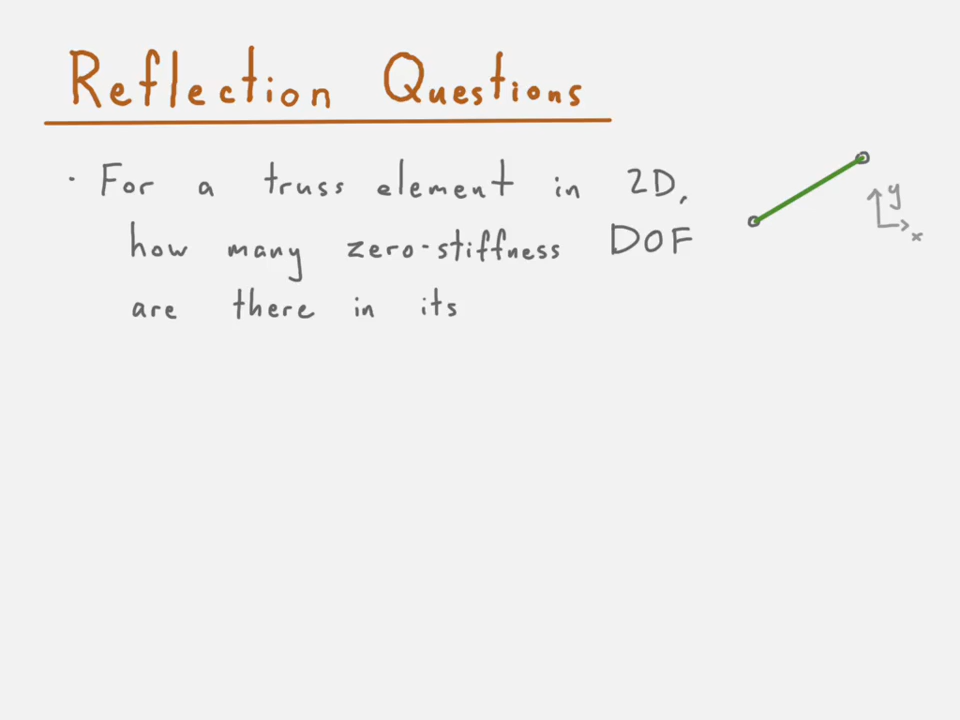 Reflection Questions
· For a truss element in 2D,
how many zero-stiffness DOF
are there in its
y
x